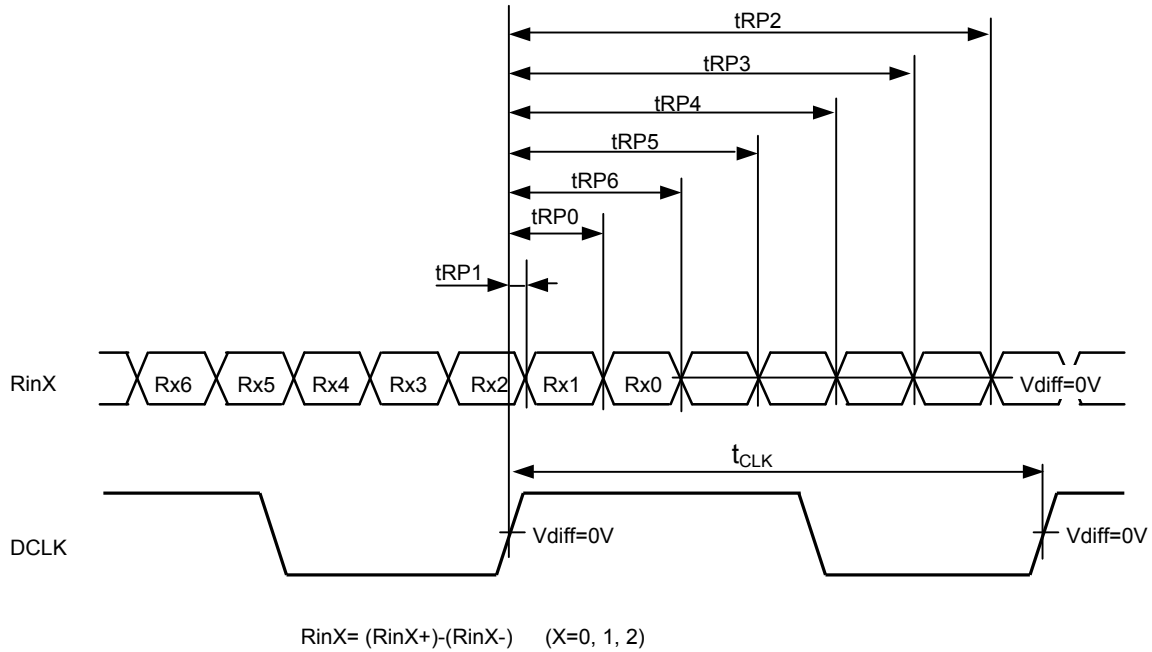 tRP2
tRP3
tRP4
tRP5
tRP6
tRP0
tRP1
RinX Rx6 Rx5 Rx4 Rx3 Rx2 Rx1 Rx0 Vdiff=0V
tCLK
DCLK Vdiff=0V Vdiff=0V
RinX= (RinX+)-(RinX-) (X=0, 1, 2)